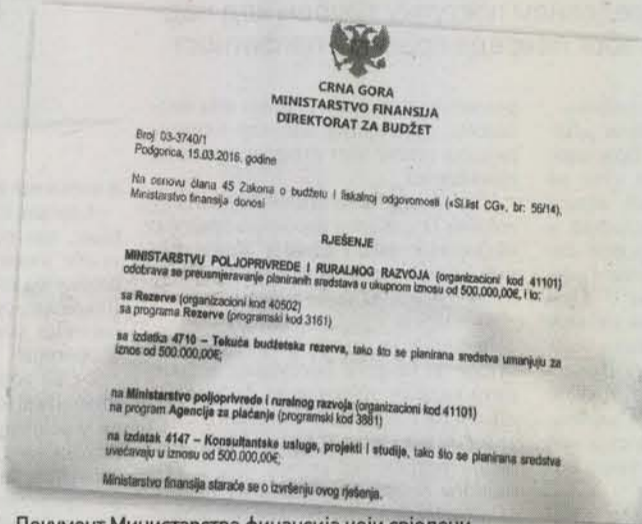 CRNA GORA
MINISTARSTVO FINANSIJA
DIREKTORAT ZA BUDŽET
Broj 03-3740/1
Podgorica, 15.03.2016. godine
Na osnovu člana 45 Zakona o budžetu i fiskalnoj odgovornosti («Sl.list CG», br: 56/14),
Ministarstvo finansija donosi
RJEŠENJE
MINISTARSTVU POLJOPRIVREDE I RURALNOG RAZVOJA (organizacioni kod 41101)
odobrava se preusmjeravanje planiranih sredstava u ukupnom iznosu od 500.000,00€, i to:
sa Rezerve (organizacioni kod 40502)
sa programa Rezerve (programski kod 3161)
sa izdatka 4710 – Tekuća budžetska rezerva, tako što se planirana sredstva umanjuju za
iznos od 500.000,00€;
na Ministarstvo poljoprivrede i ruralnog razvoja (organizacioni kod 41101)
na program Agencija za plaćanje (programski kod 3881)
na izdatak 4147 – Konsultantske usluge, projekti i studije, tako što se planirana sredstva
uvećavaju u iznosu od 500.000,00€;
Ministarstvo finansija staraće se o izvršenju ovog rješenja.
Документ Министарства финансија